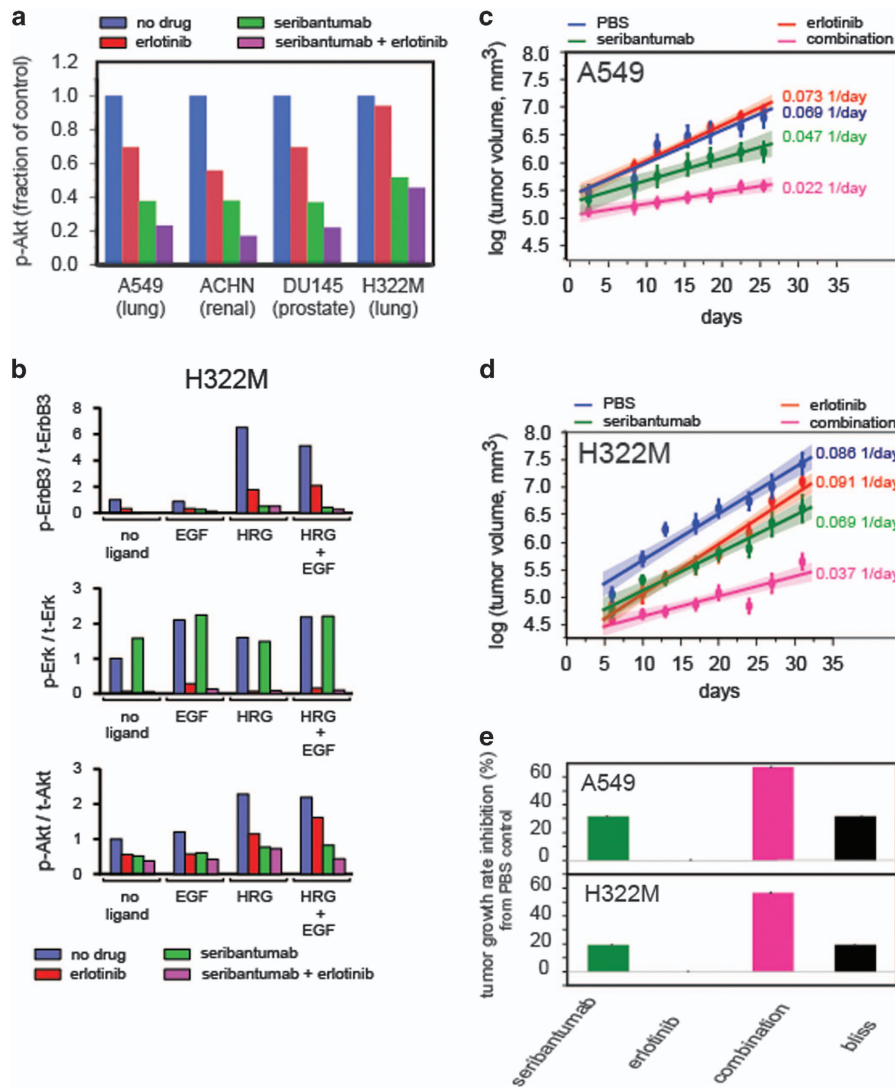 a
no drug
seribantumab
erlotinib
seribantumab + erlotinib
p-Akt (fraction of control)
1.2
1.0
0.8
0.6
0.4
0.2
0.0
A549
(lung)
ACHN
(renal)
DU145
(prostate)
H322M
(lung)
b
H322M
p-ErbB3 / t-ErbB3
8
6
4
2
0
no
ligand
EGF
HRG
HRG
+
EGF
p-Erk / t-Erk
3
2
1
0
no
ligand
EGF
HRG
HRG
+
EGF
p-Akt / t-Akt
3
2
1
0
no
ligand
EGF
HRG
HRG
+
EGF
no drug
seribantumab
erlotinib
seribantumab + erlotinib
c
PBS
erlotinib
seribantumab
combination
log (tumor volume, mm3)
8.0
7.5
7.0
6.5
6.0
5.5
5.0
4.5
A549
0.073 1/day
0.069 1/day
0.047 1/day
0.022 1/day
0 5 10 15 20 25 30 35
days
d
PBS
erlotinib
seribantumab
combination
log (tumor volume, mm3)
8.0
7.5
7.0
6.5
6.0
5.5
5.0
4.5
H322M
0.086 1/day
0.091 1/day
0.069 1/day
0.037 1/day
0 5 10 15 20 25 30 35
days
e
tumor growth rate inhibition (%)
from PBS control
60
40
20
0
A549
60
40
20
0
H322M
seribantumab
erlotinib
combination
bliss